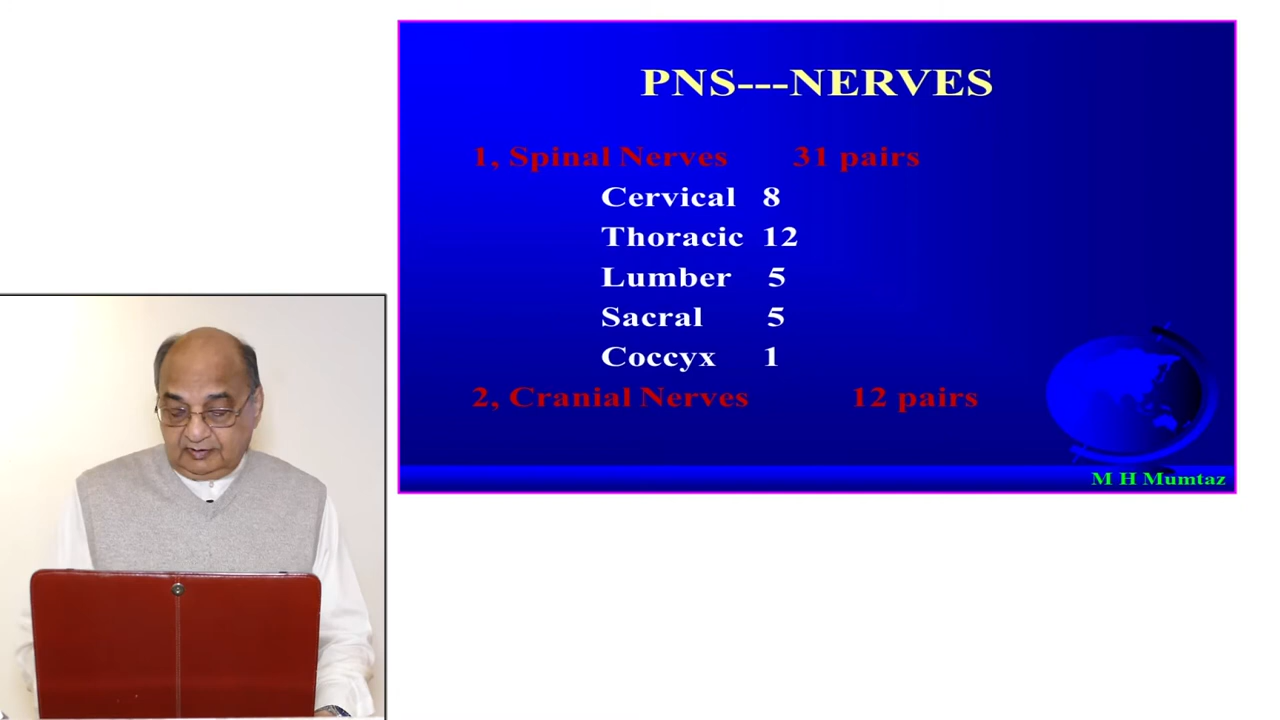 PNS---NERVES
1, Spinal Nerves 31 pairs
Cervical 8
Thoracic 12
Lumber 5
Sacral 5
Coccyx 1
2, Cranial Nerves 12 pairs
M H Mumtaz